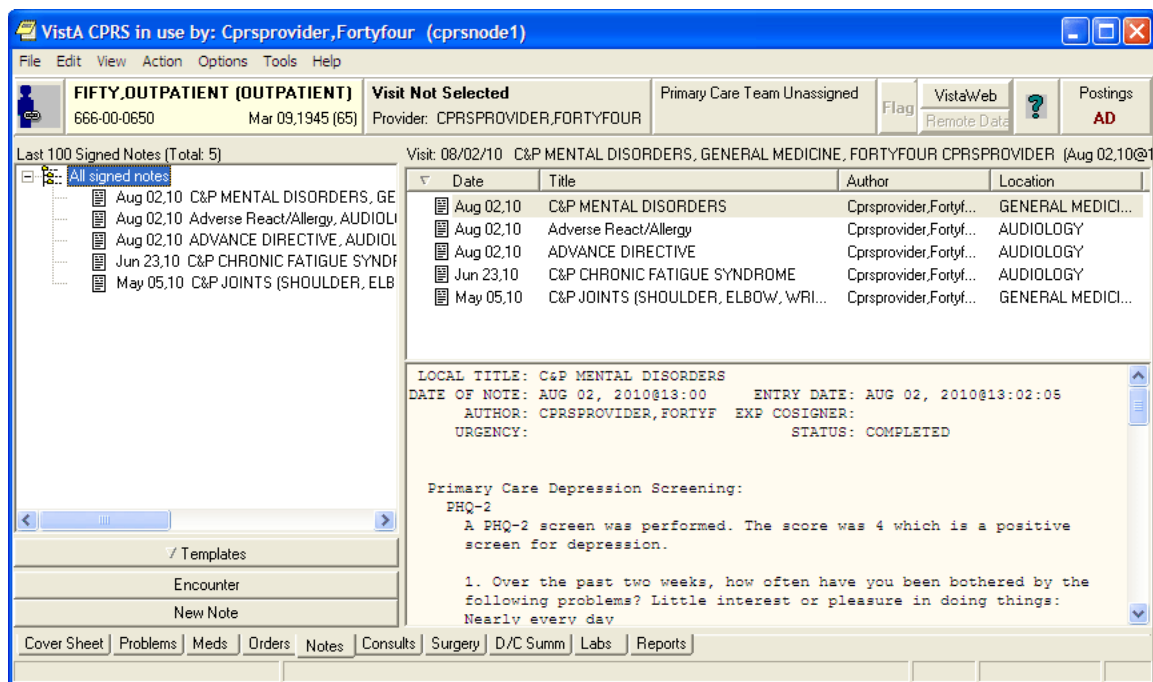 VistA CPRS in use by: Cprsprovider,Fortyfour (cprsnode1)
File Edit View Action Options Tools Help
FIFTY,OUTPATIENT (OUTPATIENT) Visit Not Selected Primary Care Team Unassigned Flag VistaWeb ? Postings
666-00-0650 Mar 09,1945 (65) Provider: CPRSPROVIDER,FORTYFOUR Remote Data AD
Last 100 Signed Notes (Total: 5)
All signed notes
Aug 02,10 C&P MENTAL DISORDERS, GE
Aug 02,10 Adverse React/Allergy, AUDIOL
Aug 02,10 ADVANCE DIRECTIVE, AUDIOL
Jun 23,10 C&P CHRONIC FATIGUE SYNDR
May 05,10 C&P JOINTS (SHOULDER, ELB
/ Templates
Encounter
New Note
Visit: 08/02/10 C&P MENTAL DISORDERS, GENERAL MEDICINE, FORTYFOUR CPRSPROVIDER (Aug 02,10@1
Date Title Author Location
Aug 02,10 C&P MENTAL DISORDERS Cprsprovider,Fortyf... GENERAL MEDICI...
Aug 02,10 Adverse React/Allergy Cprsprovider,Fortyf... AUDIOLOGY
Aug 02,10 ADVANCE DIRECTIVE Cprsprovider,Fortyf... AUDIOLOGY
Jun 23,10 C&P CHRONIC FATIGUE SYNDROME Cprsprovider,Fortyf... AUDIOLOGY
May 05,10 C&P JOINTS (SHOULDER, ELBOW, WRI... Cprsprovider,Fortyf... GENERAL MEDICI...
LOCAL TITLE: C&P MENTAL DISORDERS
DATE OF NOTE: AUG 02, 2010@13:00 ENTRY DATE: AUG 02, 2010@13:02:05
AUTHOR: CPRSPROVIDER,FORTYF EXP COSIGNER:
URGENCY: STATUS: COMPLETED
Primary Care Depression Screening:
PHQ-2
A PHQ-2 screen was performed. The score was 4 which is a positive
screen for depression.
1. Over the past two weeks, how often have you been bothered by the
following problems? Little interest or pleasure in doing things:
Nearly every day
Cover Sheet Problems Meds Orders Notes Consults Surgery D/C Summ Labs Reports